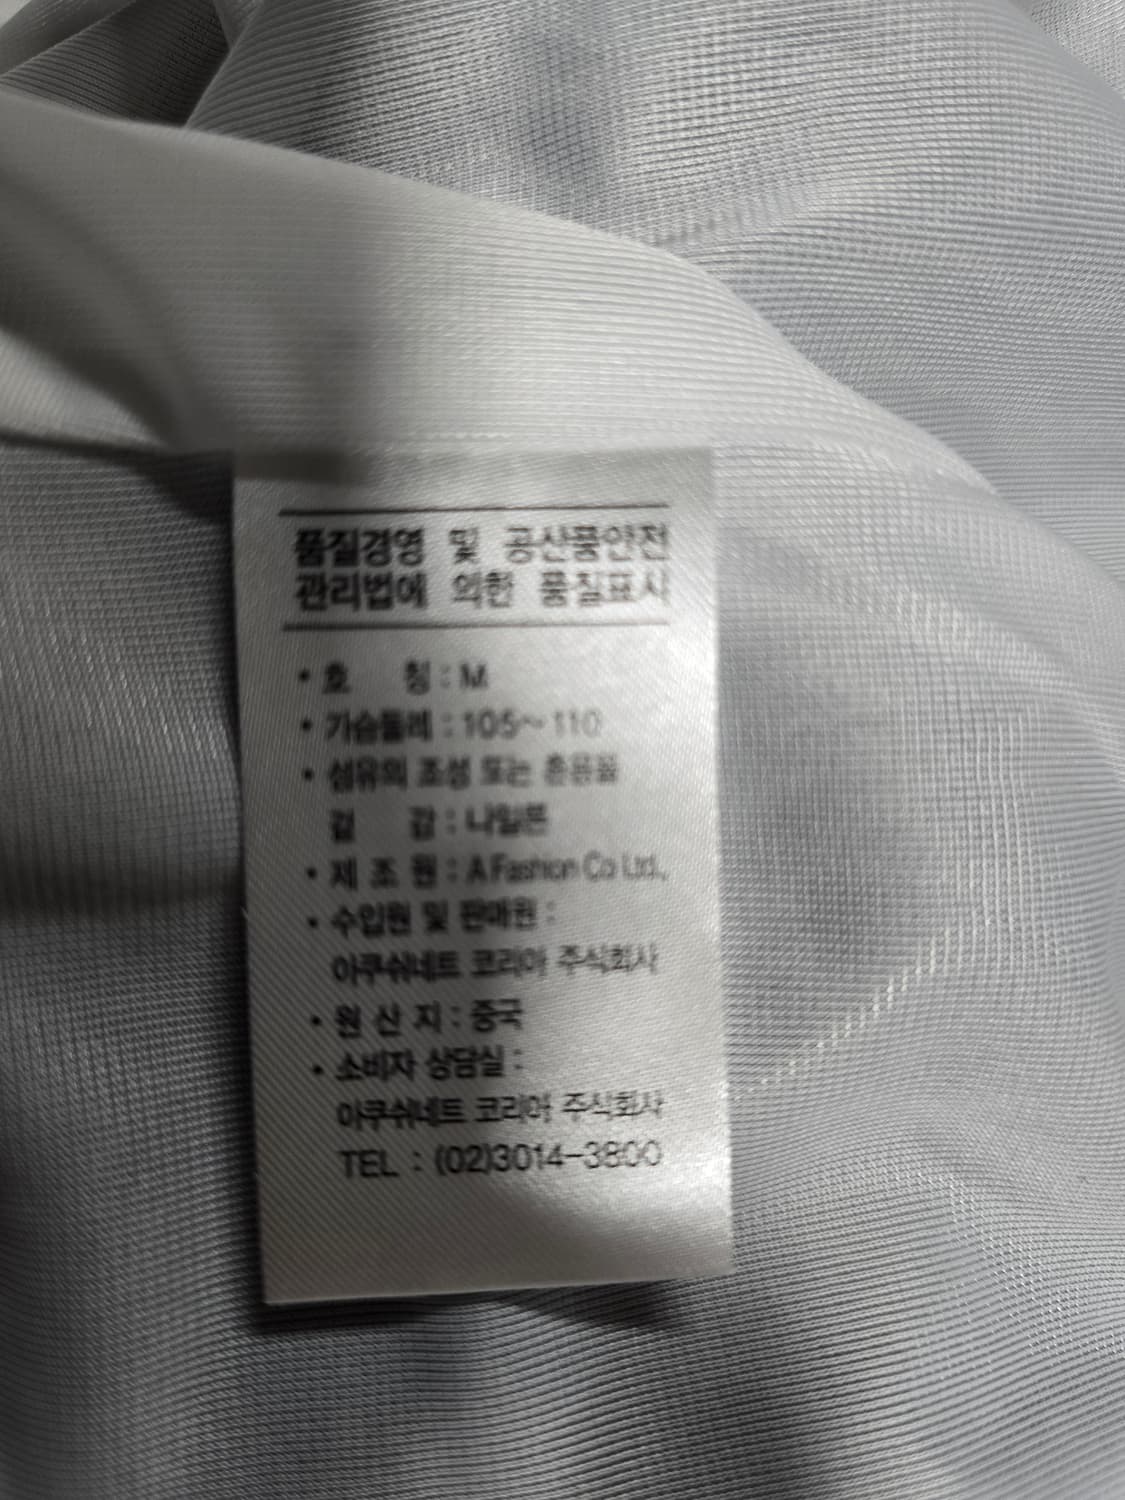 품질경영 및 공산품안전
관리법에 의한 품질표시
• 호 칭 : M
• 가슴둘레 : 105~110
• 섬유의 조성 또는 혼용율
겉 감 : 나일론
• 제 조 원 : A Fashion Co Ltd.,
• 수입원 및 판매원 :
아쿠쉬네트 코리아 주식회사
• 원 산 지 : 중국
• 소비자 상담실 :
아쿠쉬네트 코리아 주식회사
TEL : (02)3014-3800